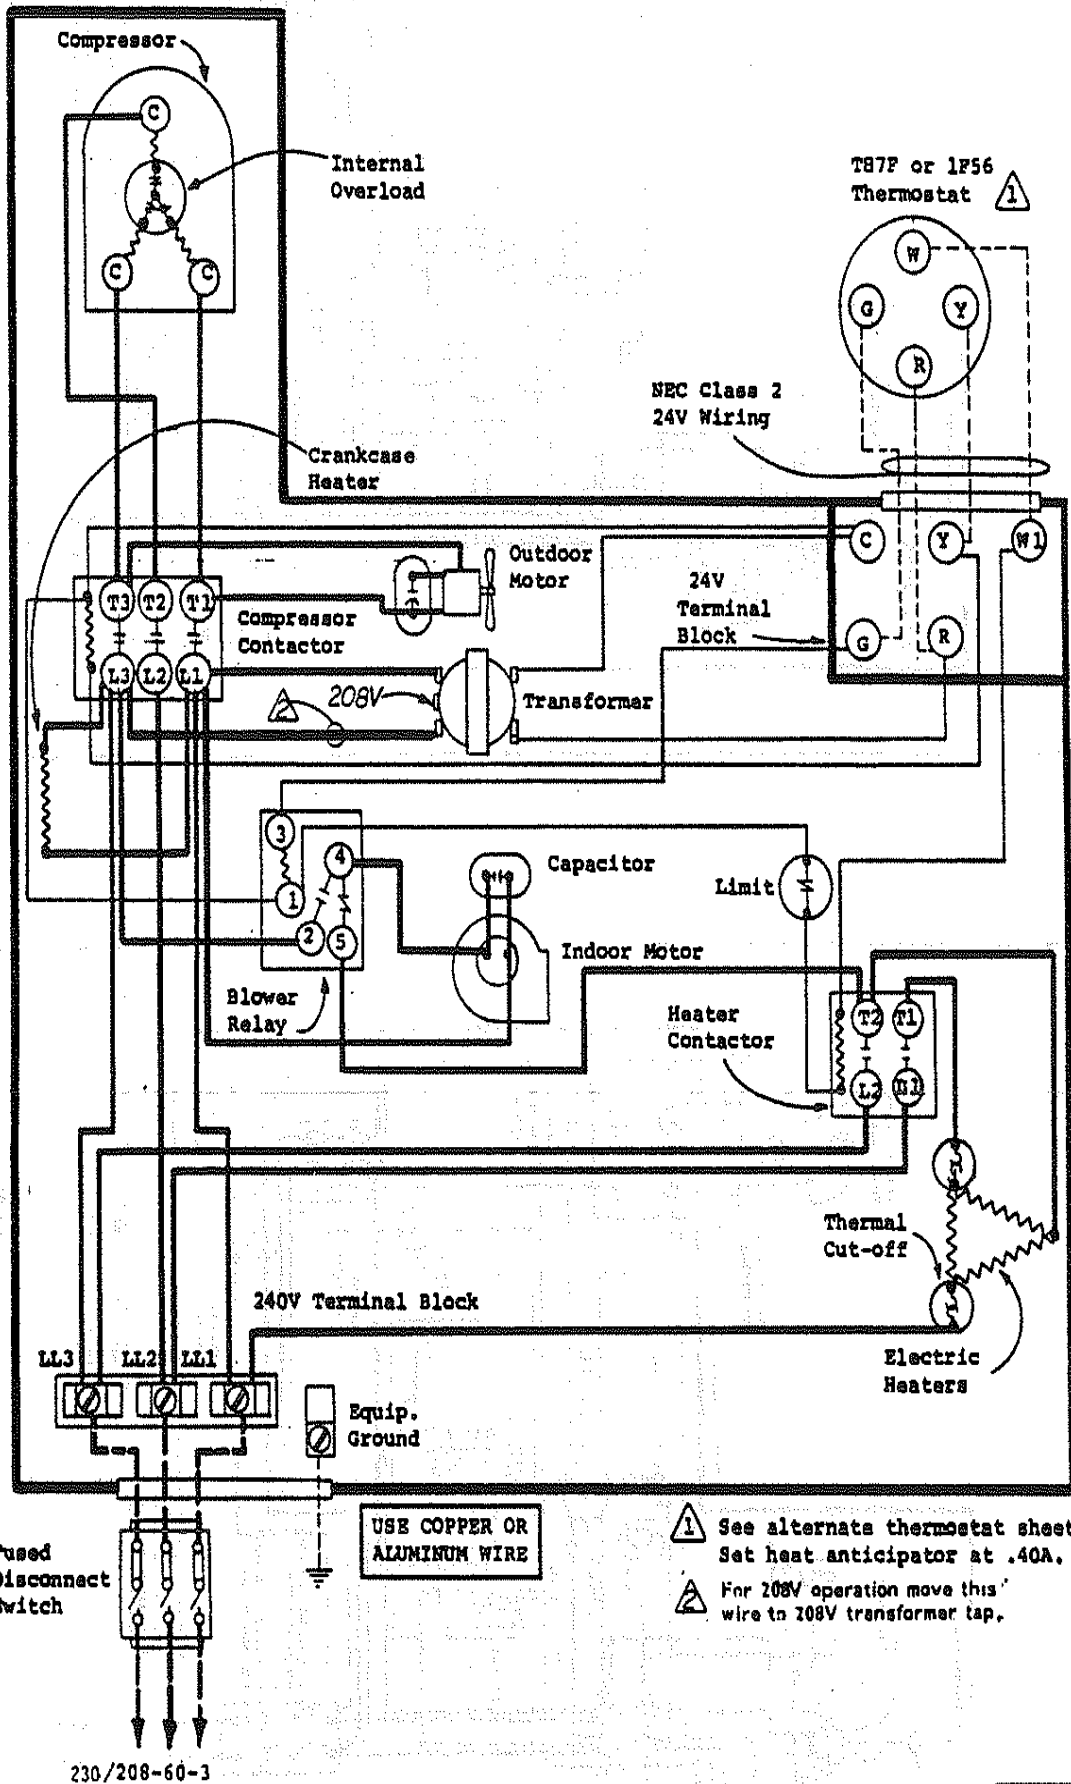 Compressor
C
Internal
Overload
C
C
T87F or 1F56
Thermostat 1
W
G
Y
R
NEC Class 2
24V Wiring
Crankcase
Heater
C
Y
W1
Outdoor
Motor
24V
Terminal
Block
G
R
T3
T2
T1
Compressor
Contactor
L3
L2
L1
2
208V
Transformer
3
4
1
2
5
Capacitor
Limit
Indoor Motor
Blower
Relay
Heater
Contactor
T2
T1
L2
Thermal
Cut-off
240V Terminal Block
LL3
LL2
LL1
Electric
Heaters
Equip.
Ground
USE COPPER OR
ALUMINUM WIRE
1 See alternate thermostat sheet
Set heat anticipator at .40A.
2 For 208V operation move this
wire to 208V transformer tap.
Fused
Disconnect
Switch
230/208-60-3